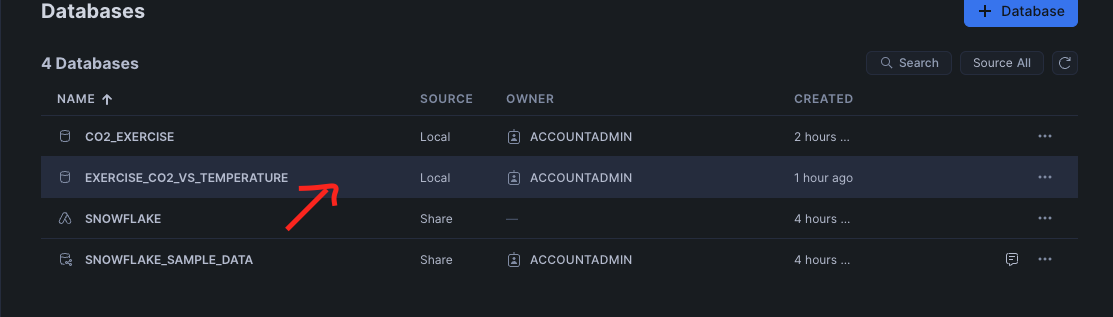 Databases
+ Database
4 Databases
Search
Source All
NAME ↑ SOURCE OWNER CREATED
CO2_EXERCISE Local ACCOUNTADMIN 2 hours ... ...
EXERCISE_CO2_VS_TEMPERATURE Local ACCOUNTADMIN 1 hour ago ...
SNOWFLAKE Share — 4 hours ... ...
SNOWFLAKE_SAMPLE_DATA Share ACCOUNTADMIN 4 hours ... ...